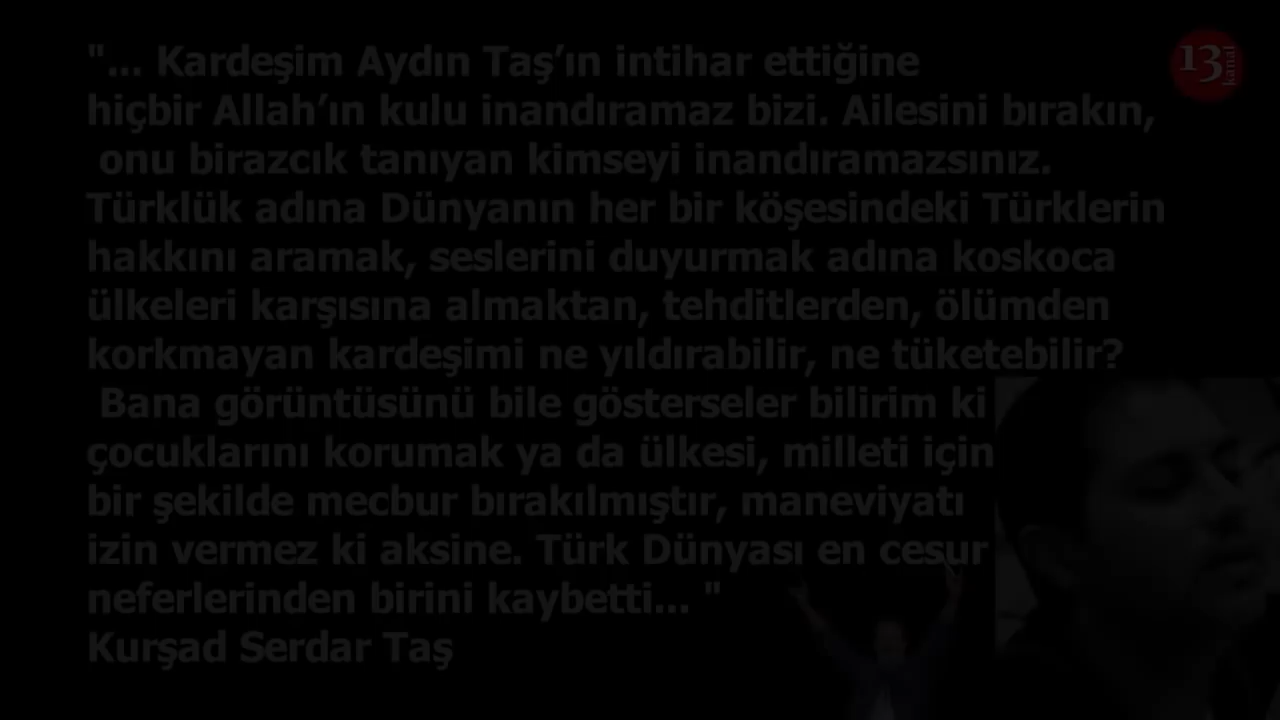 "... Kardeşim Aydın Taş’ın intihar ettiğine
hiçbir Allah’ın kulu inandıramaz bizi. Ailesini bırakın,
onu birazcık tanıyan kimseyi inandıramazsınız.
Türklük adına Dünyanın her bir köşesindeki Türklerin
hakkını aramak, seslerini duyurmak adına koskoca
ülkeleri karşısına almaktan, tehditlerden, ölümden
korkmayan kardeşimi ne yıldırabilir, ne tüketebilir?
Bana görüntüsünü bile gösterseler bilirim ki
çocuklarını korumak ya da ülkesi, milleti için
bir şekilde mecbur bırakılmıştır, maneviyatı
izin vermez ki aksine. Türk Dünyası en cesur
neferlerinden birini kaybetti... "
Kurşad Serdar Taş
13 kanal